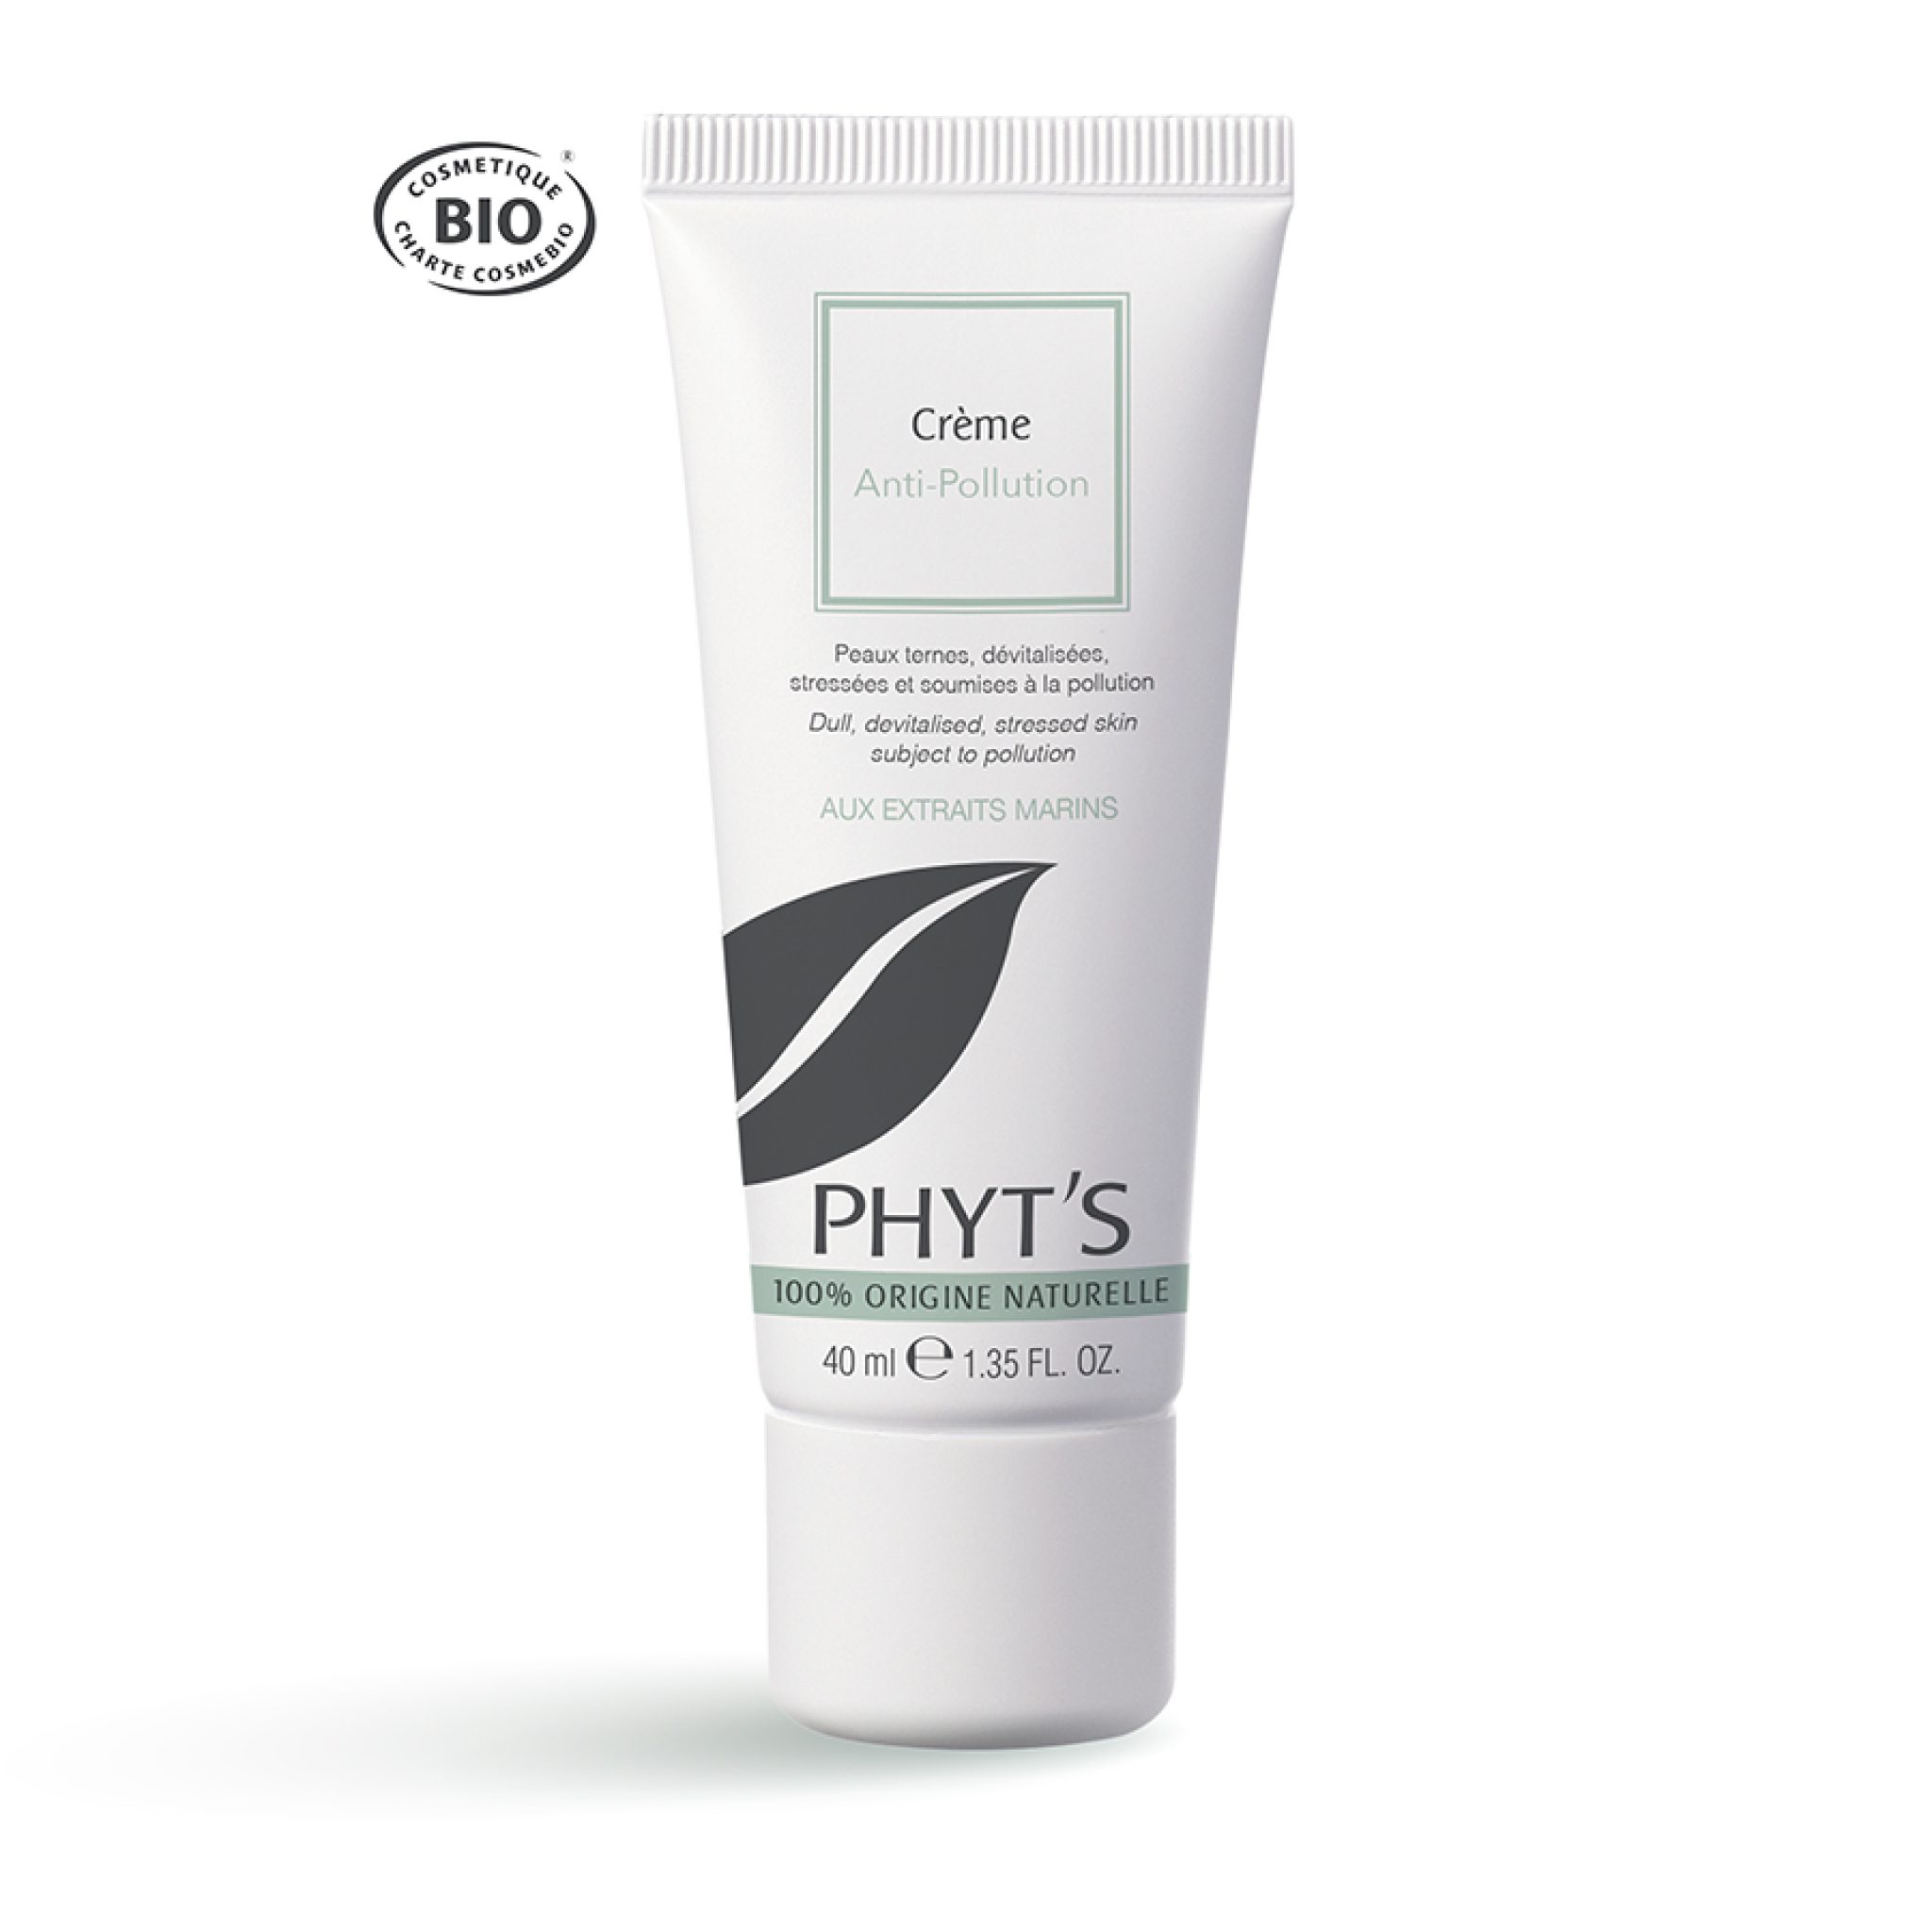 COSMETIQUE ®
BIO
CHARTE COSMEBIO
Crème
Anti-Pollution
Peaux ternes, dévitalisées,
stressées et soumises à la pollution
Dull, devitalised, stressed skin
subject to pollution
AUX EXTRAITS MARINS
PHYT'S
100% ORIGINE NATURELLE
40 ml ℮ 1.35 FL. OZ.